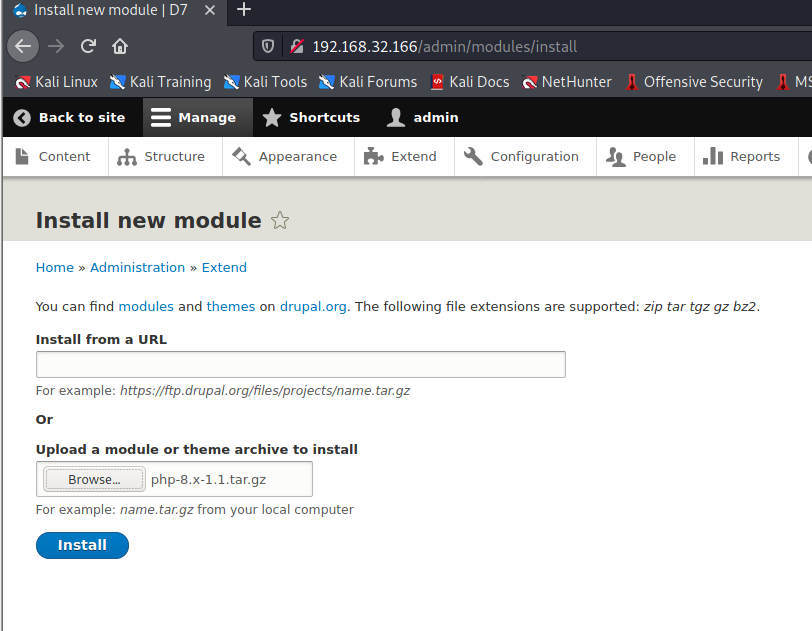 Install new module | D7
192.168.32.166/admin/modules/install
Kali Linux Kali Training Kali Tools Kali Forums Kali Docs NetHunter Offensive Security MS
Back to site Manage Shortcuts admin
Content Structure Appearance Extend Configuration People Reports
Install new module
Home » Administration » Extend
You can find modules and themes on drupal.org. The following file extensions are supported: zip tar tgz gz bz2.
Install from a URL
For example: https://ftp.drupal.org/files/projects/name.tar.gz
Or
Upload a module or theme archive to install
Browse... php-8.x-1.1.tar.gz
For example: name.tar.gz from your local computer
Install